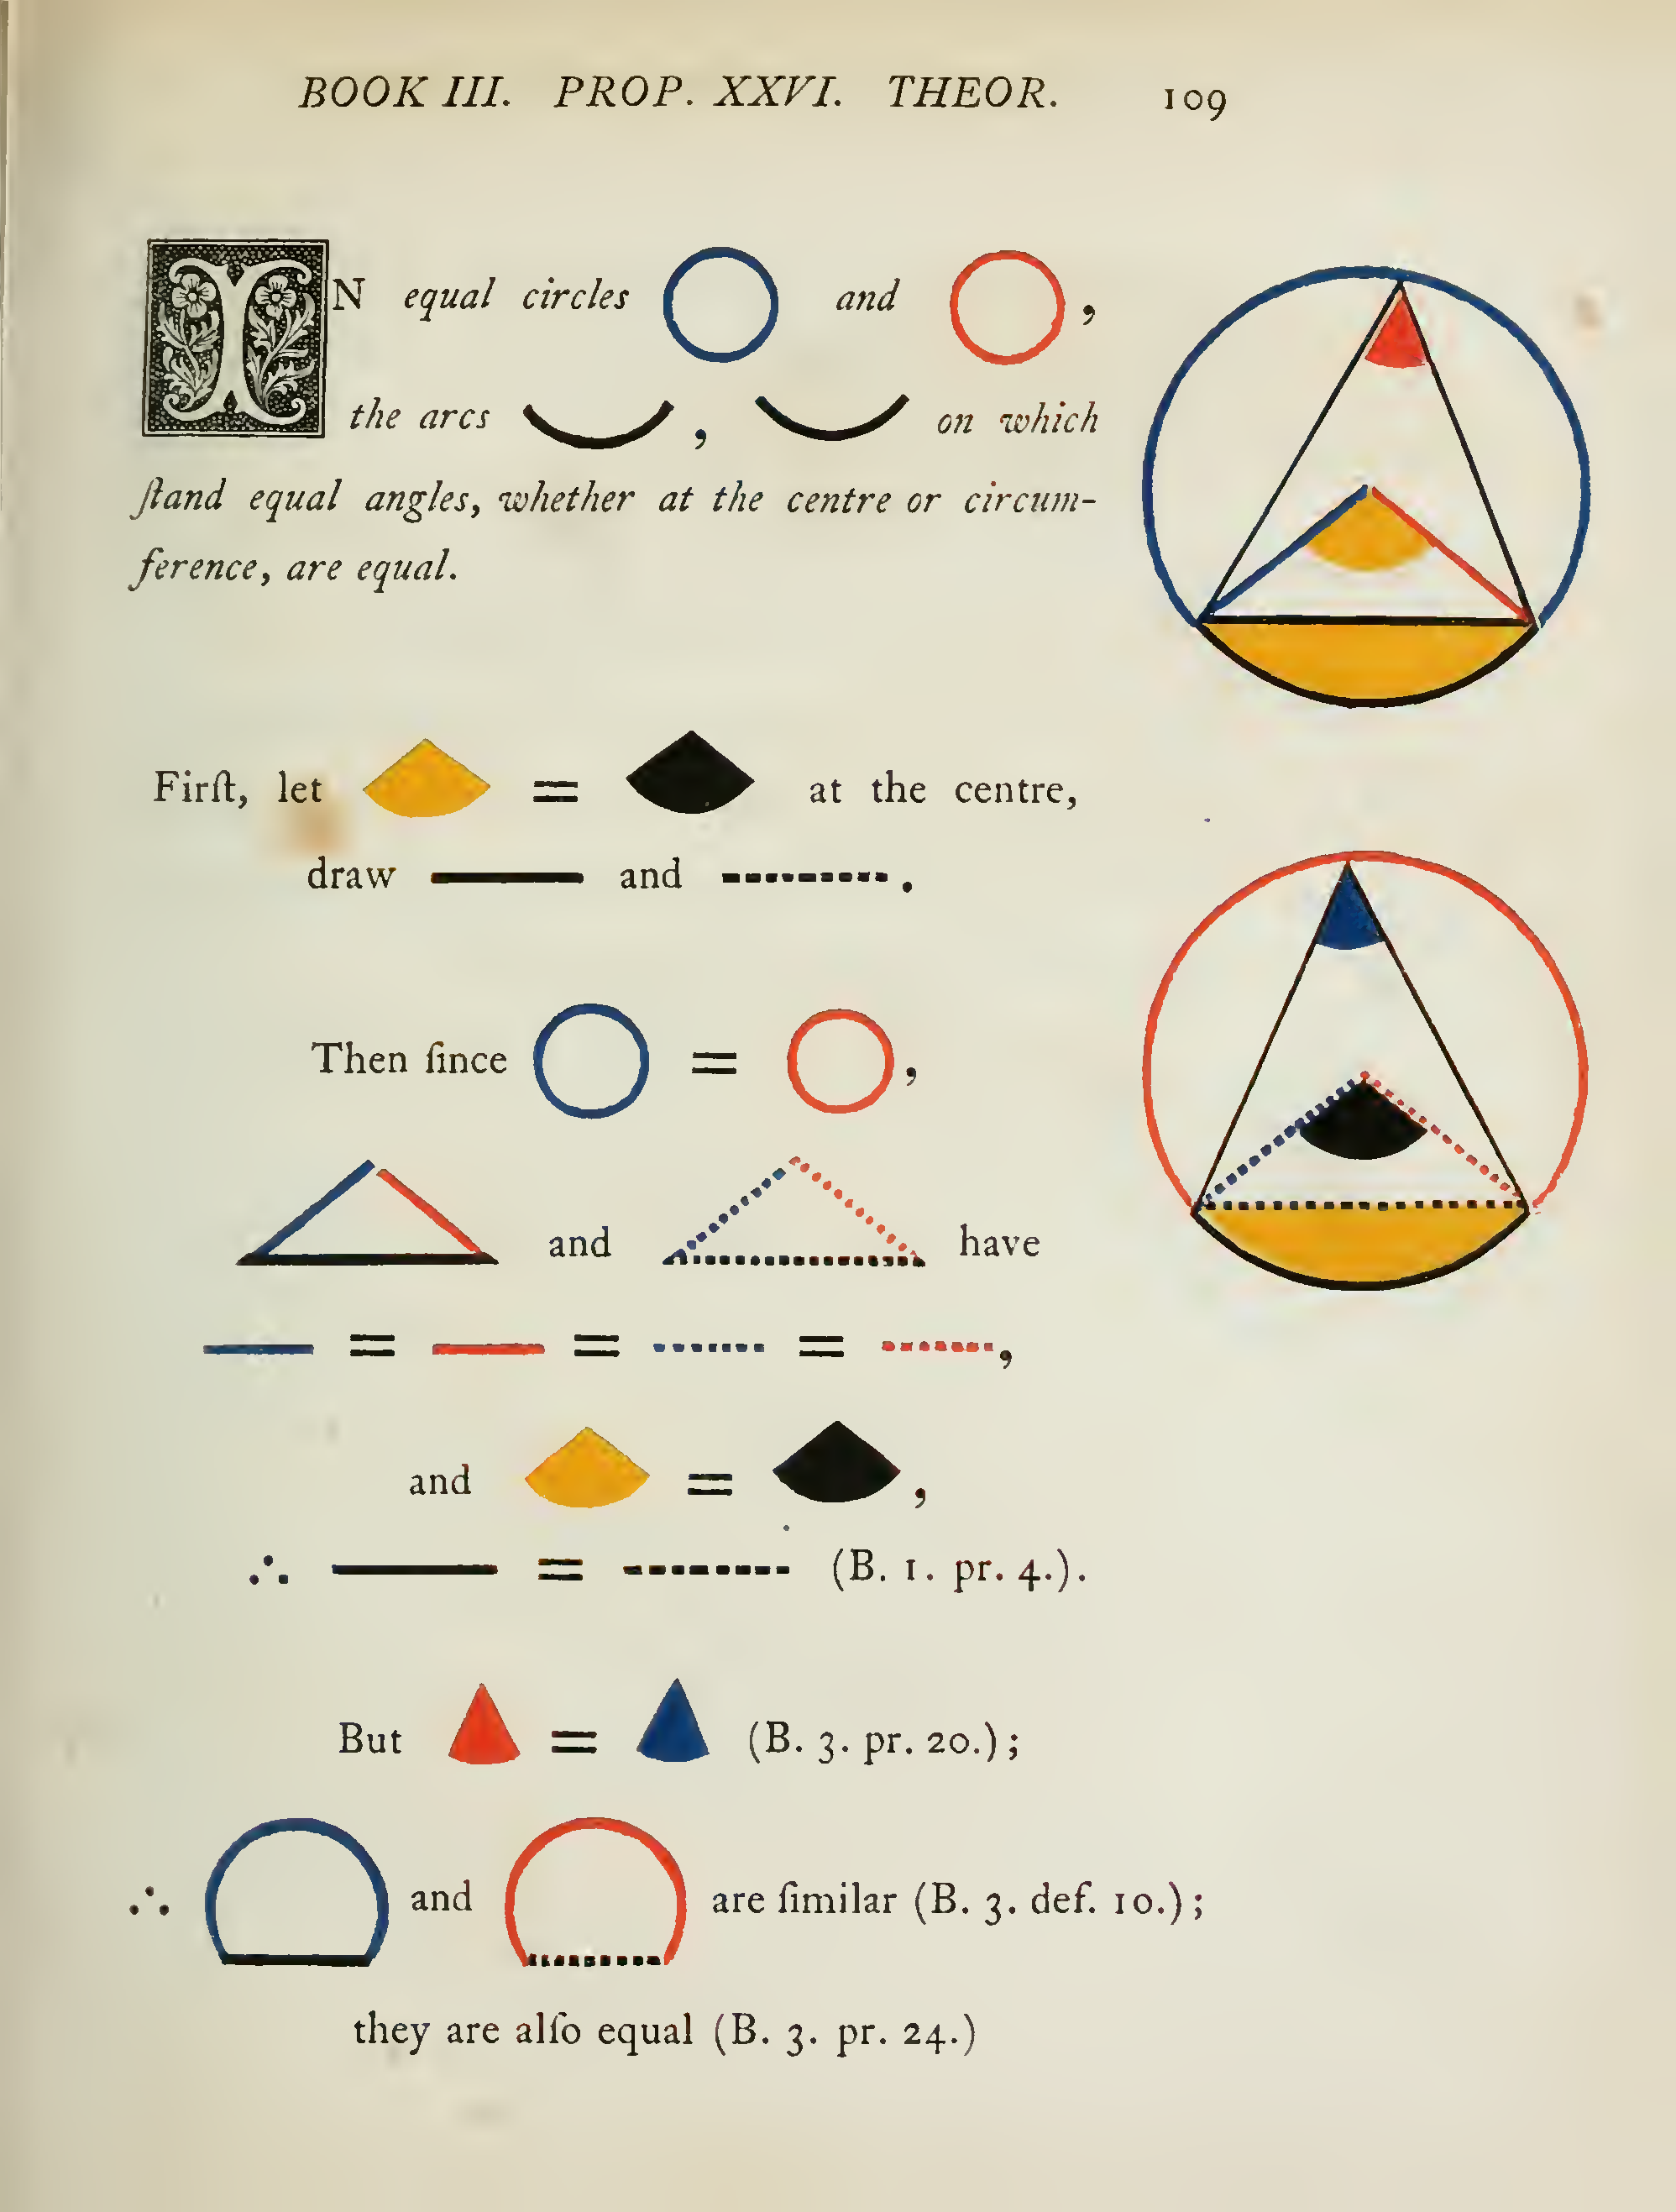 BOOK III. PROP. XXVI. THEOR. 109
IN equal circles and ,
the arcs , on which
ſtand equal angles, whether at the centre or circum-
ference, are equal.
Firſt, let = at the centre,
draw and .
Then ſince = ,
and have
= = = ,
and = ,
∴ = (B. 1. pr. 4.).
But = (B. 3. pr. 20.) ;
∴ and are ſimilar (B. 3. def. 10.) ;
they are alſo equal (B. 3. pr. 24.)